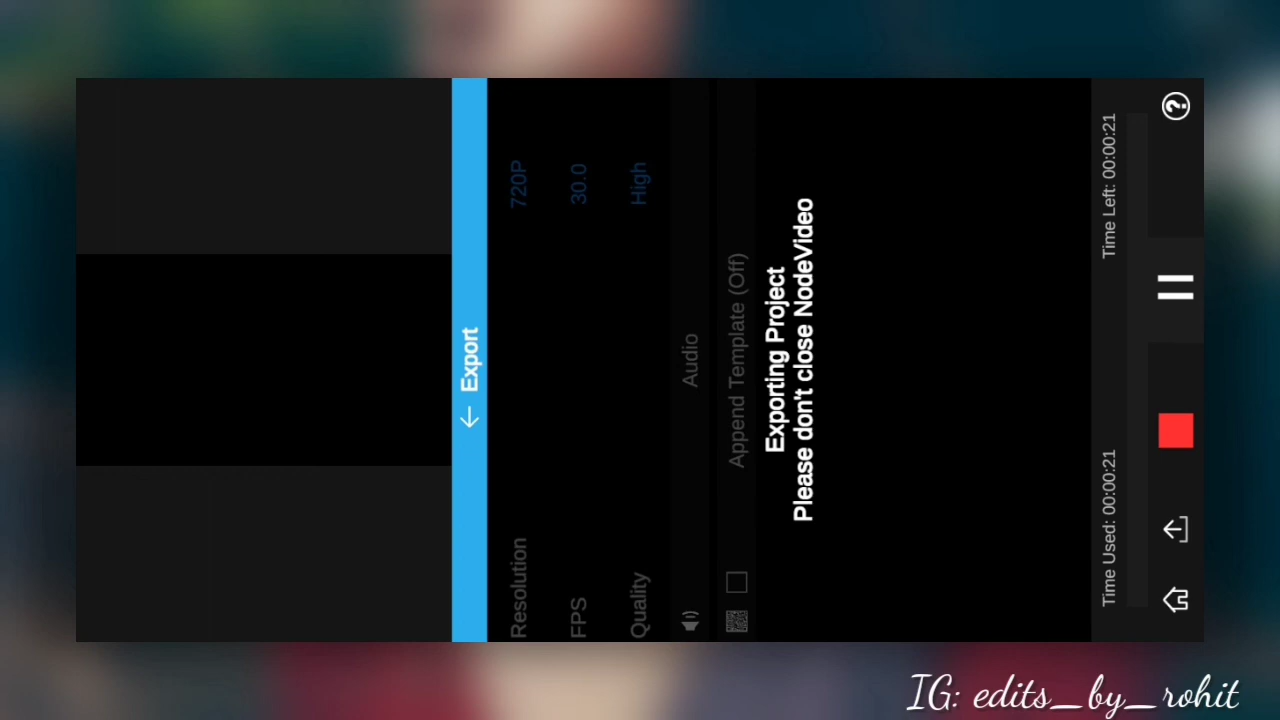 ← Export
Resolution 720P
FPS 30.0
Quality High
Audio
Append Template (Off)
Exporting Project
Please don't close NodeVideo
Time Used: 00:00:21 Time Left: 00:00:21
?
IG: edits_by_rohit